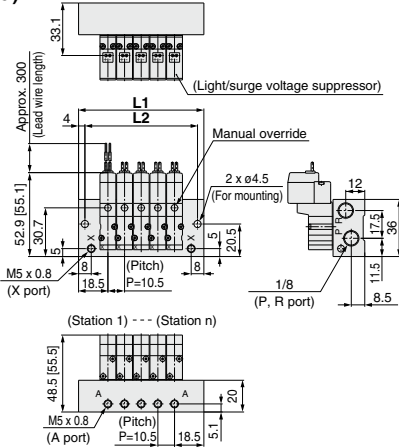 33.1
(Light/surge voltage suppressor)
Approx. 300
(Lead wire length)
L1
L2
4
Manual override
2 x ø4.5
(For mounting)
52.9 [55.1]
30.7
5
X
X
5
20.5
8
8
M5 x 0.8
(X port)
18.5
(Pitch)
P=10.5
12
R
P
17.5
36
11.5
1/8
(P, R port)
8.5
(Station 1) --- (Station n)
48.5 [55.5]
A
A
20
M5 x 0.8
(A port)
(Pitch)
P=10.5
18.5
5.1